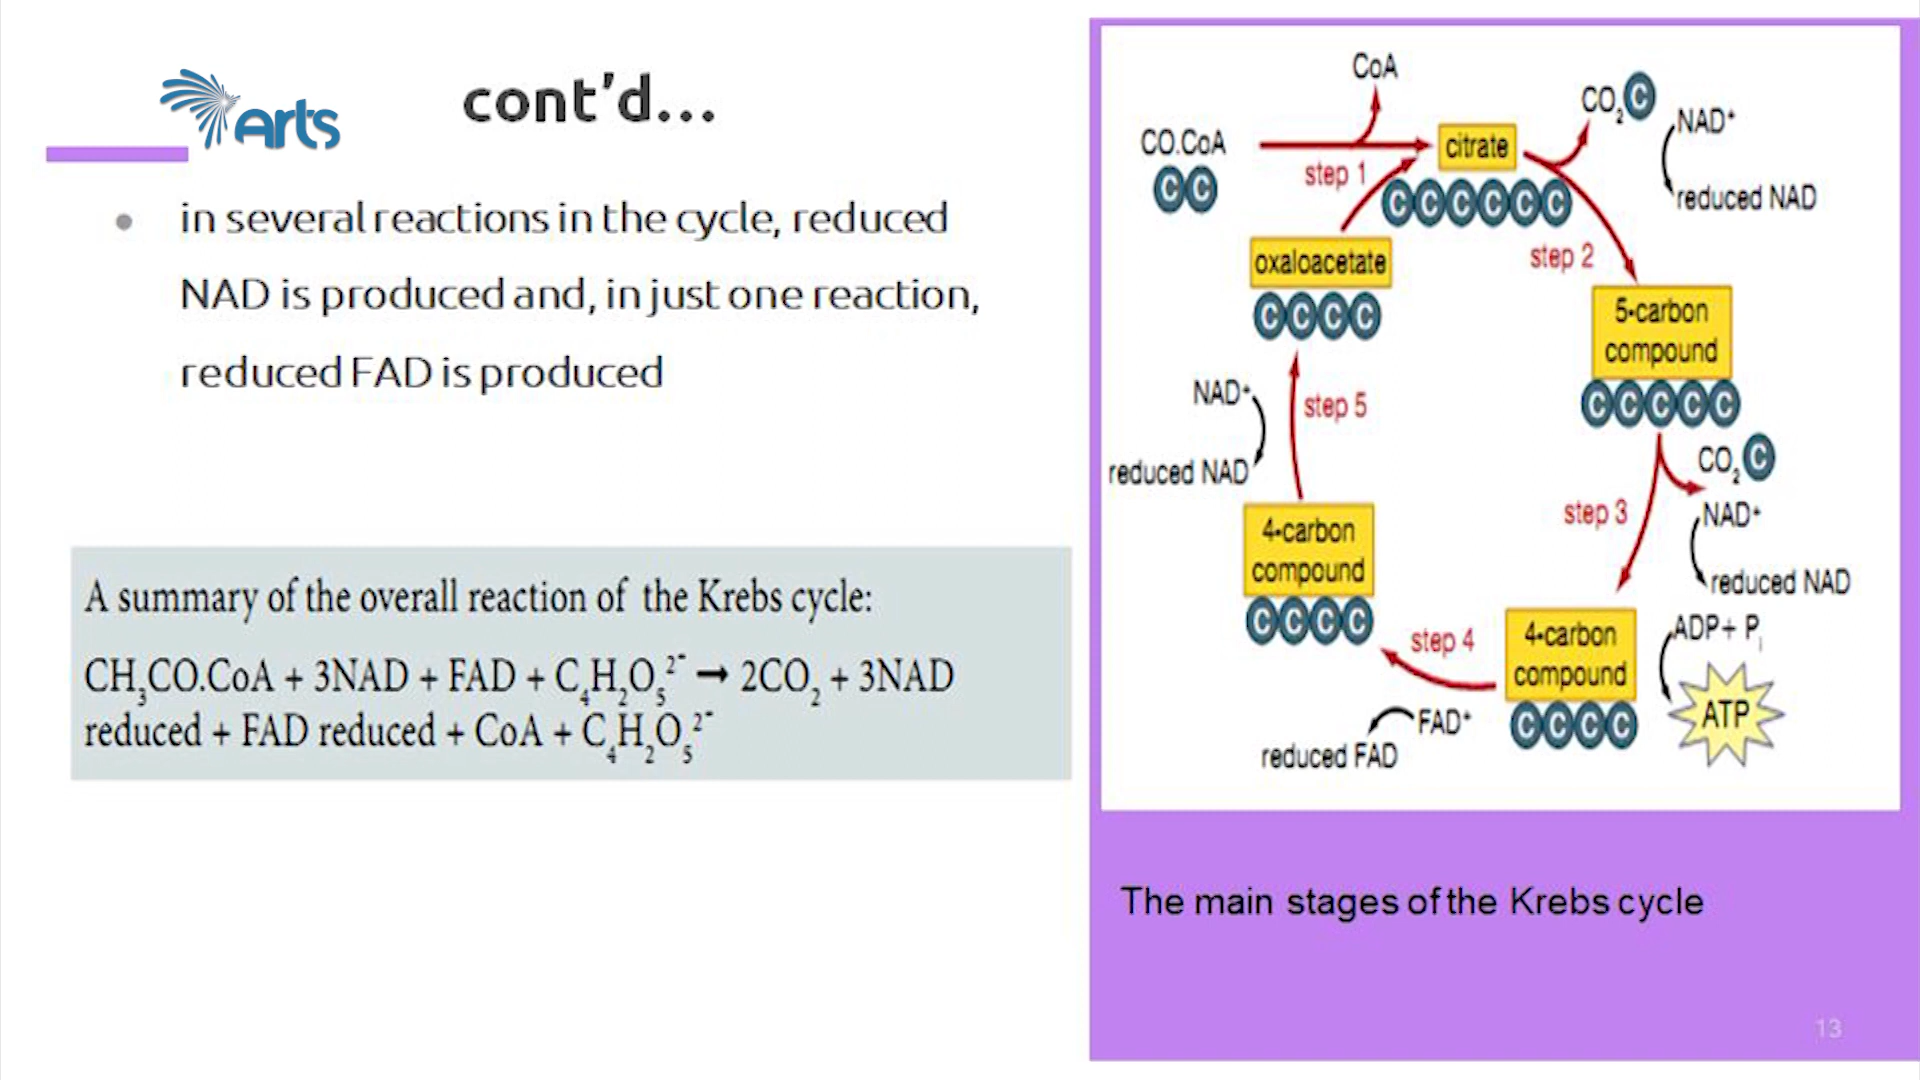 Arts
cont'd...
• in several reactions in the cycle, reduced
NAD is produced and, in just one reaction,
reduced FAD is produced
A summary of the overall reaction of the Krebs cycle:
CH₃CO.CoA + 3NAD + FAD + C₄H₂O₅²⁻ → 2CO₂ + 3NAD
reduced + FAD reduced + CoA + C₄H₂O₅²⁻
CoA
CO.CoA
C C
step 1
citrate
C C C C C C
CO₂ C
NAD⁺
reduced NAD
step 2
oxaloacetate
C C C C
5-carbon
compound
C C C C C
CO₂ C
NAD⁺
reduced NAD
step 3
ADP + Pᵢ
ATP
4-carbon
compound
C C C C
step 4
FAD⁺
reduced FAD
4-carbon
compound
C C C C
step 5
NAD⁺
reduced NAD
The main stages of the Krebs cycle
13